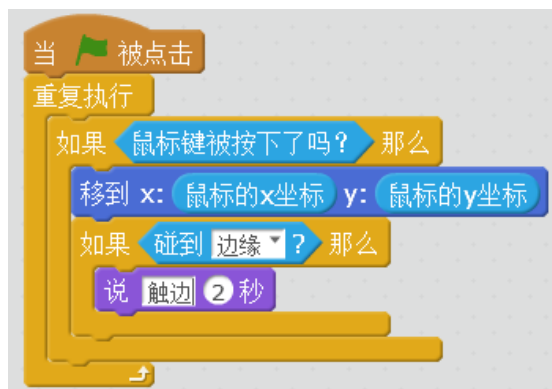 当 被点击
重复执行
如果 鼠标键被按下了吗? 那么
移到 x: 鼠标的x坐标 y: 鼠标的y坐标
如果 碰到 边缘 ? 那么
说 触边 2 秒